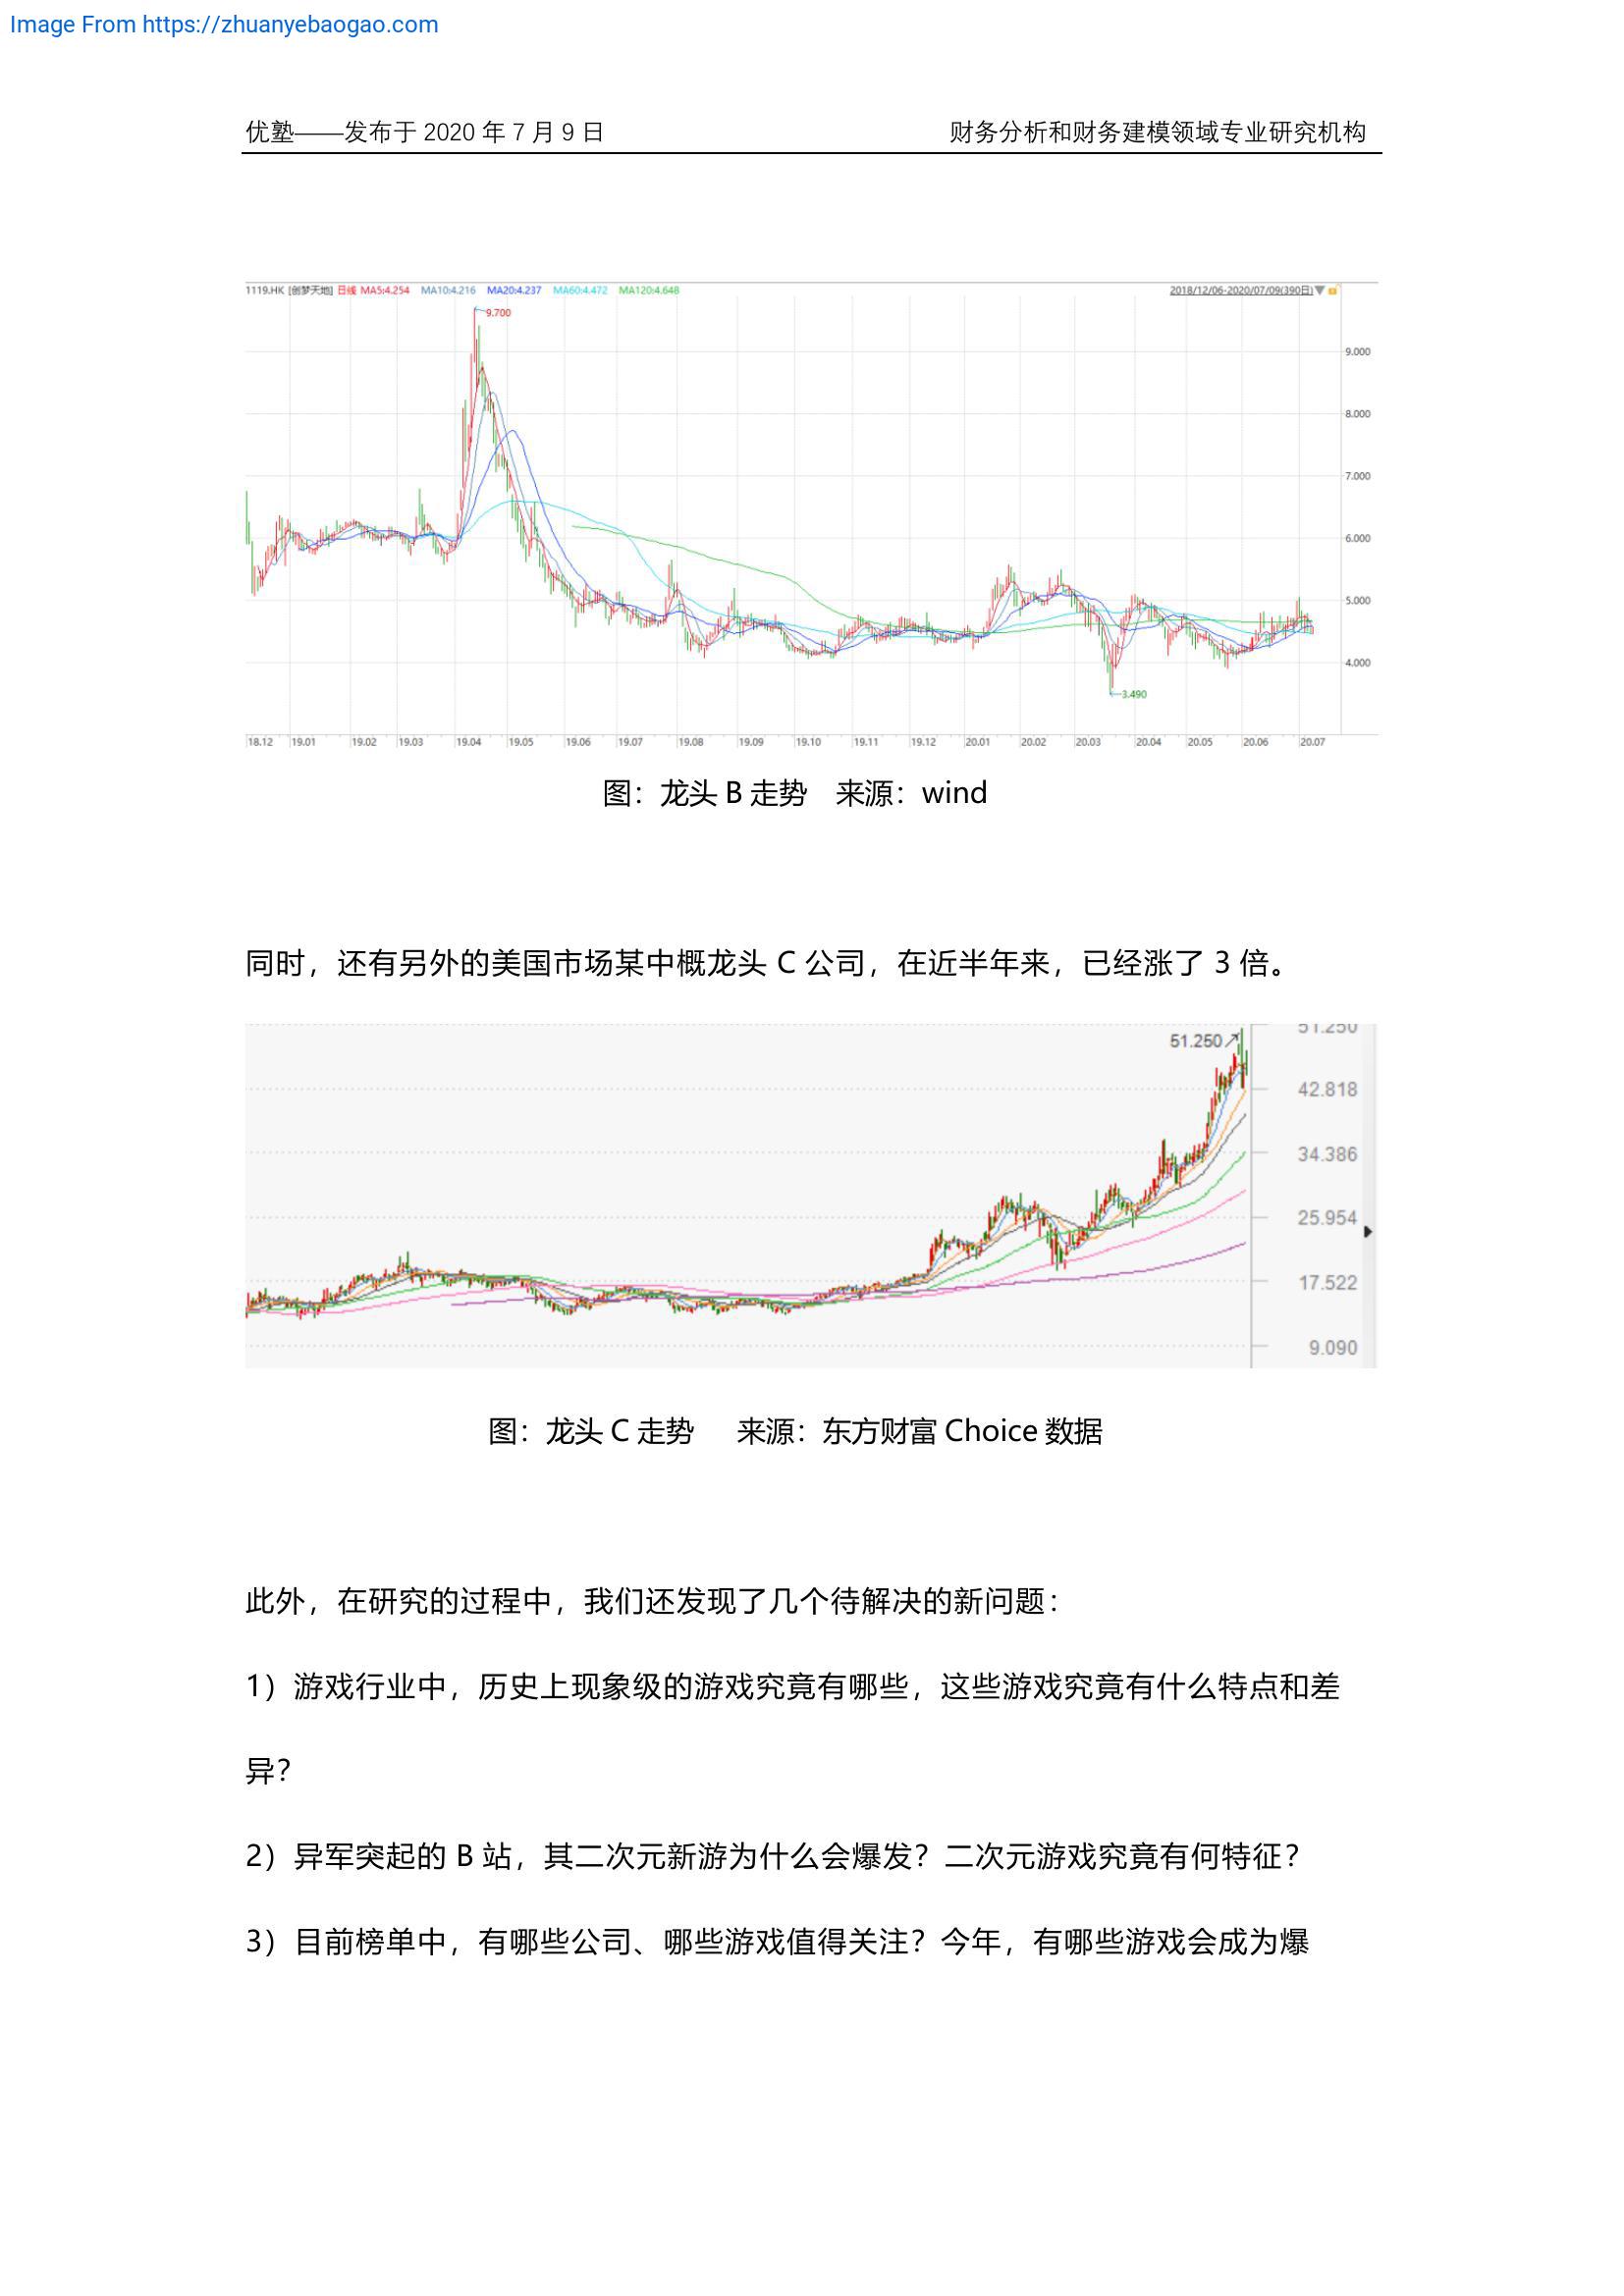 Image From https://zhuanyebaogao.com
优塾——发布于 2020 年 7 月 9 日 财务分析和财务建模领域专业研究机构
1119.HK [创梦天地] 日线 MA5:4.254 MA10:4.216 MA20:4.237 MA60:4.472 MA120:4.648 2018/12/06-2020/07/09(390日)
9.700
9.000
8.000
7.000
6.000
5.000
4.000
3.490
18.12 19.01 19.02 19.03 19.04 19.05 19.06 19.07 19.08 19.09 19.10 19.11 19.12 20.01 20.02 20.03 20.04 20.05 20.06 20.07
图：龙头 B 走势 来源：wind
同时，还有另外的美国市场某中概龙头 C 公司，在近半年来，已经涨了 3 倍。
51.250
51.250
42.818
34.386
25.954
17.522
9.090
图：龙头 C 走势 来源：东方财富 Choice 数据
此外，在研究的过程中，我们还发现了几个待解决的新问题：
1）游戏行业中，历史上现象级的游戏究竟有哪些，这些游戏究竟有什么特点和差
异？
2）异军突起的 B 站，其二次元新游为什么会爆发？二次元游戏究竟有何特征？
3）目前榜单中，有哪些公司、哪些游戏值得关注？今年，有哪些游戏会成为爆